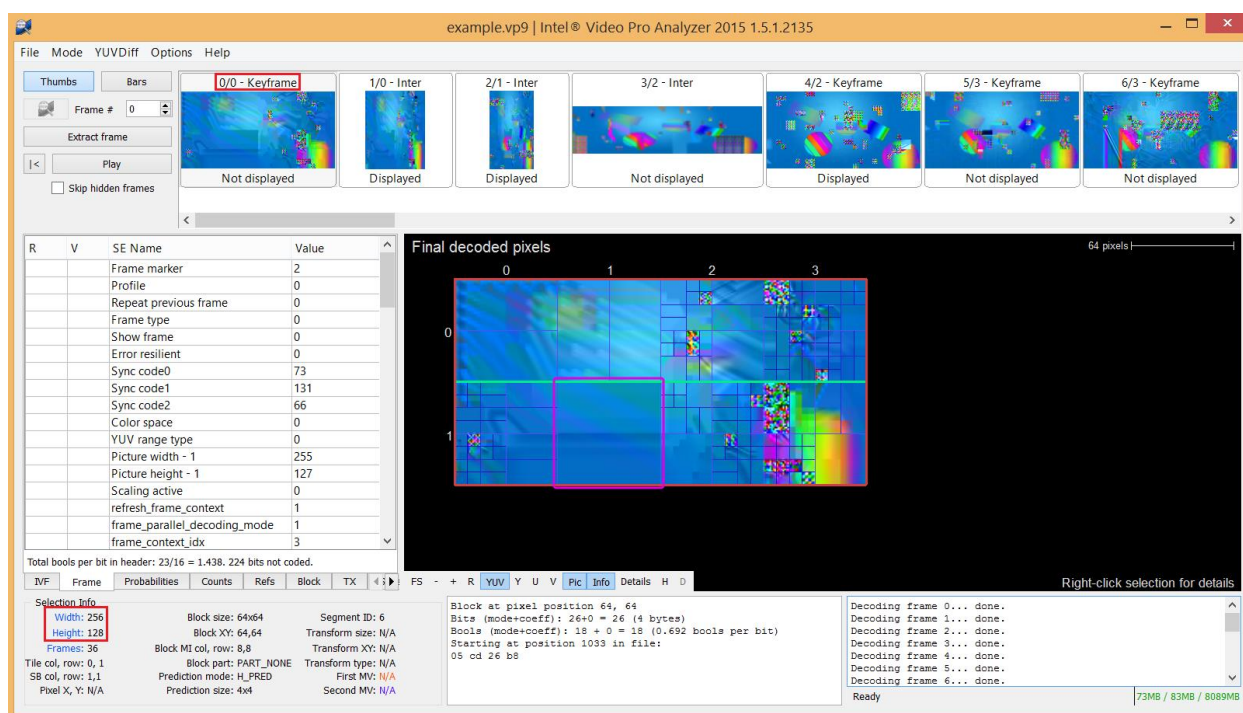 example.vp9 | Intel® Video Pro Analyzer 2015 1.5.1.2135
File Mode YUVDiff Options Help
Thumbs Bars
Frame # 0
Extract frame
|< Play
Skip hidden frames
0/0 - Keyframe 1/0 - Inter 2/1 - Inter 3/2 - Inter 4/2 - Keyframe 5/3 - Keyframe 6/3 - Keyframe
Not displayed Displayed Displayed Not displayed Displayed Not displayed Not displayed
R V SE Name Value
Frame marker 2
Profile 0
Repeat previous frame 0
Frame type 0
Show frame 0
Error resilient 0
Sync code0 73
Sync code1 131
Sync code2 66
Color space 0
YUV range type 0
Picture width - 1 255
Picture height - 1 127
Scaling active 0
refresh_frame_context 1
frame_parallel_decoding_mode 1
frame_context_idx 3
Total bools per bit in header: 23/16 = 1.438. 224 bits not coded.
IVF Frame Probabilities Counts Refs Block TX
Final decoded pixels
64 pixels
0 1 2 3
0
1
FS - + R YUV Y U V Pic Info Details H D
Right-click selection for details
Selection Info
Width: 256 Block size: 64x64 Segment ID: 6
Height: 128 Block XY: 64,64 Transform size: N/A
Frames: 36 Block MI col, row: 8,8 Transform XY: N/A
Tile col, row: 0, 1 Block part: PART_NONE Transform type: N/A
SB col, row: 1,1 Prediction mode: H_PRED First MV: N/A
Pixel X, Y: N/A Prediction size: 4x4 Second MV: N/A
Block at pixel position 64, 64
Bits (mode+coeff): 26+0 = 26 (4 bytes)
Bools (mode+coeff): 18 + 0 = 18 (0.692 bools per bit)
Starting at position 1033 in file:
05 cd 26 b8
Decoding frame 0... done.
Decoding frame 1... done.
Decoding frame 2... done.
Decoding frame 3... done.
Decoding frame 4... done.
Decoding frame 5... done.
Decoding frame 6... done.
Ready
73MB / 83MB / 8089MB